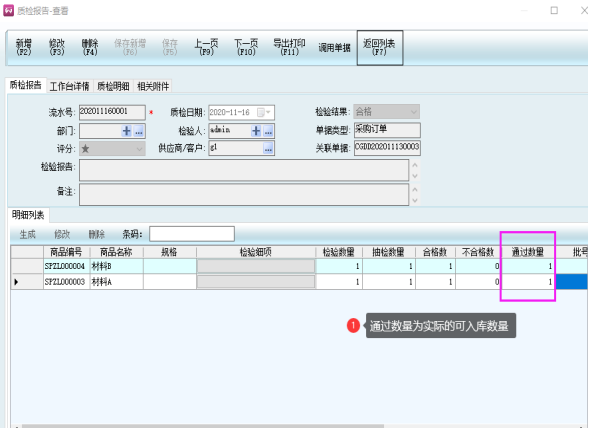 质检报告-查看
新增 修改 删除 保存新增 保存 上一页 下一页 导出打印 调用单据 返回列表
(F2) (F3) (F4) (F6) (F5) (F9) (F10) (F11) (F7)
质检报告 工作台详情 质检明细 相关附件
流水号: 202011160001 * 质检日期: 2020-11-16 检验结果: 合格
部门: 检验人: admin 单据类型: 采购订单
评分: ★ 供应商/客户: g1 关联单据: CGDD202011130003
检验报告:
备注:
明细列表
生成 修改 删除 条码:
商品编号 商品名称 规格 检验细项 检验数量 抽检数量 合格数 不合格数 通过数量 批号
SPZL000004 材料B 1 1 1 0 1
SPZL000003 材料A 1 1 1 0 1
1 通过数量为实际的可入库数量